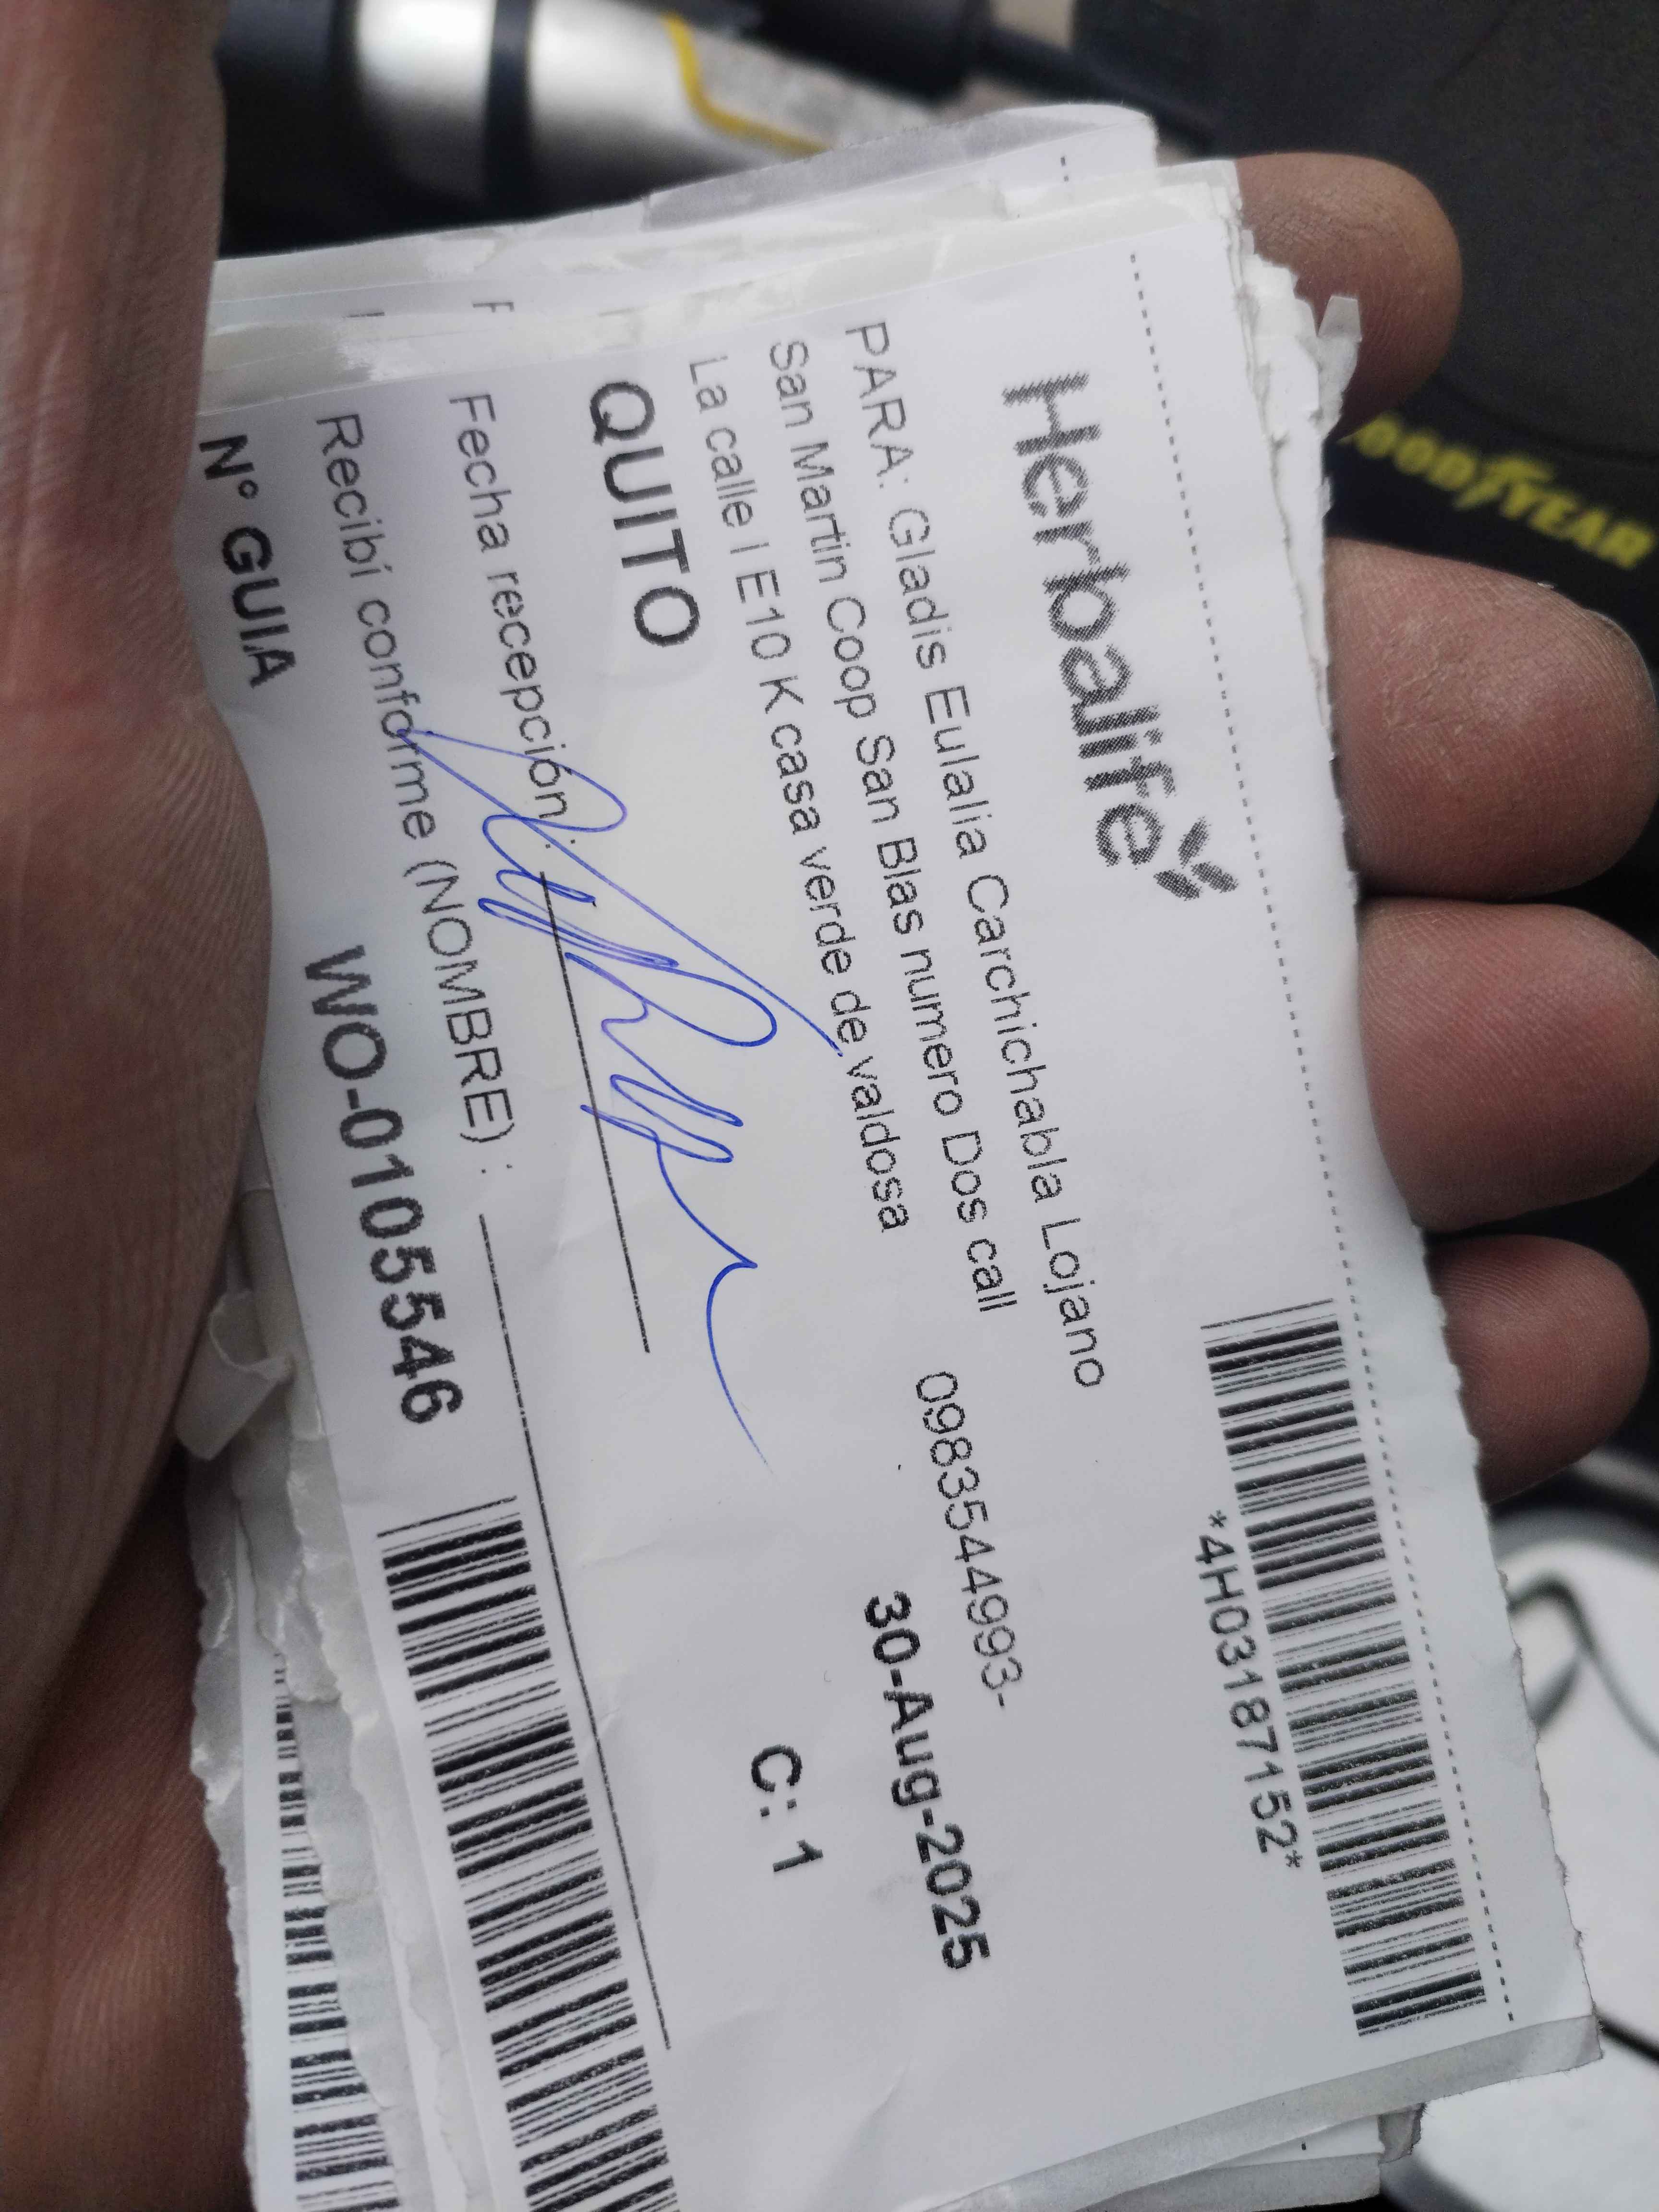 GOODYEAR
Herbalife
*4H03187152*
PARA: Gladis Eulalia Carchichabla Lojano
San Martin Coop San Blas numero Dos call 0983544993-
La calle I E10 K casa verde de valdosa 30-Aug-2025
QUITO C: 1
Fecha recepción:
Recibí conforme (NOMBRE) :
N° GUIA WO-0105546